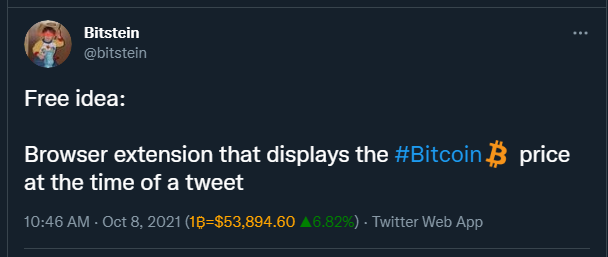 Bitstein
@bitstein
Free idea:
Browser extension that displays the #Bitcoin₿ price
at the time of a tweet
10:46 AM · Oct 8, 2021 (1₿=$53,894.60 ▲6.82%) · Twitter Web App